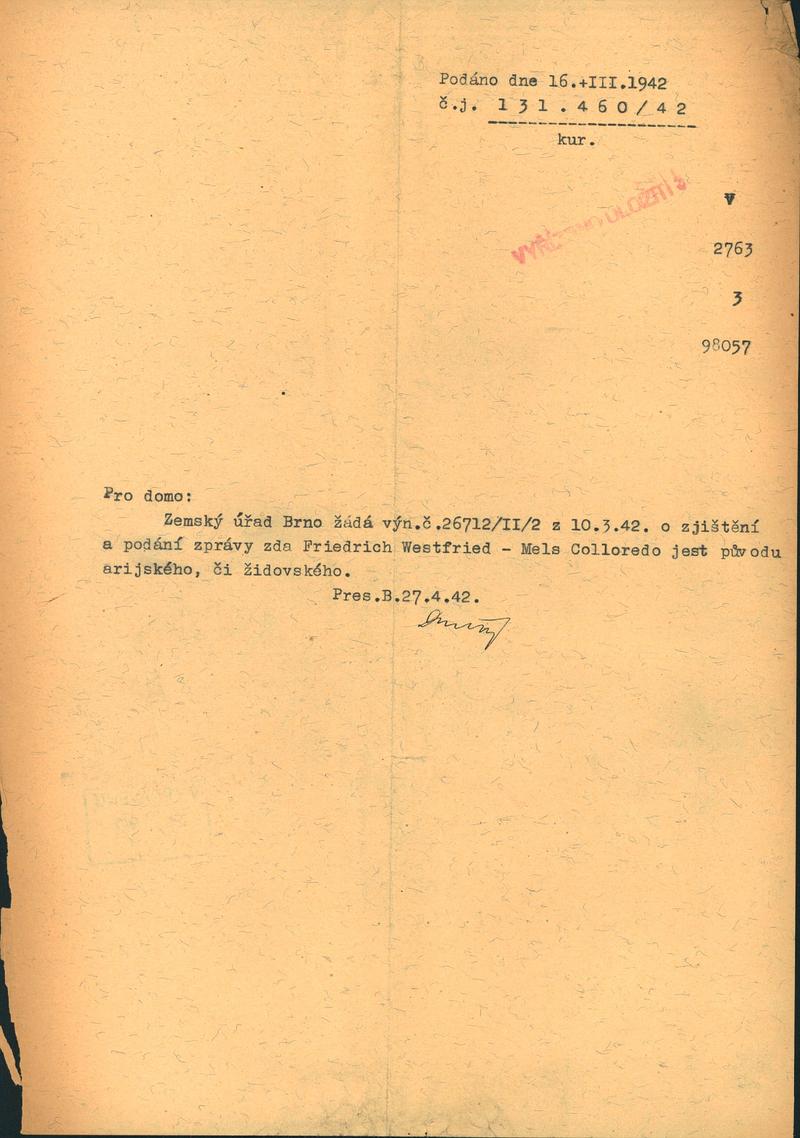 Podáno dne 16.+III.1942
č.j. 131.460/42
kur.
V
2763
3
98057
Pro domo:
Zemský úřad Brno žádá výn.č.26712/II/2 z 10.3.42. o zjištění
a podání zprávy zda Friedrich Westfried - Mels Colloredo jest původu
arijského, či židovského.
Pres.B.27.4.42.